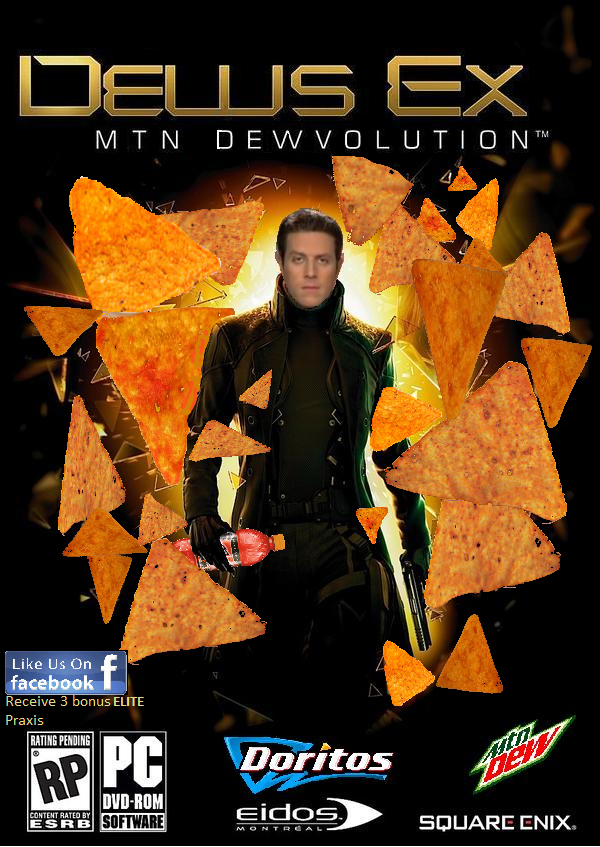 DEWS EX
MTN DEWVOLUTION™
Like Us On
facebook f
Receive 3 bonus ELITE
Praxis
RATING PENDING
RP
CONTENT RATED BY
ESRB
PC
DVD-ROM
SOFTWARE
Doritos
eidos
MONTRÉAL
Mtn
DEW
SQUARE ENIX®